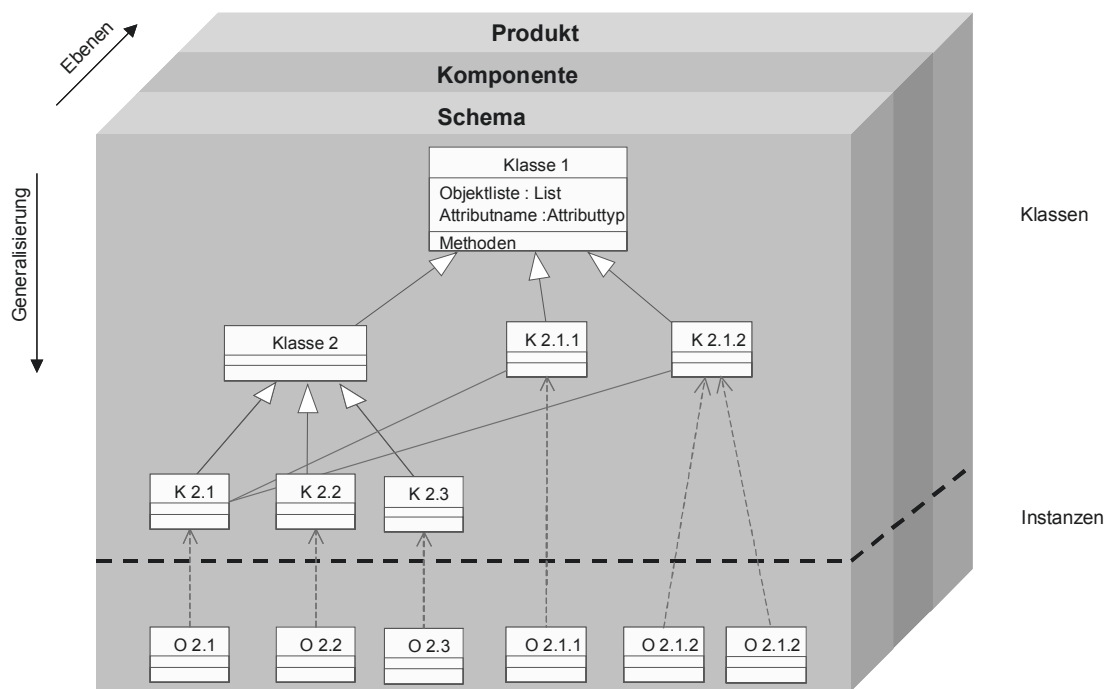 Ebenen
Produkt
Komponente
Schema
Generalisierung
Klasse 1
Objektliste : List
Attributname :Attributtyp
Methoden
Klassen
Klasse 2
K 2.1.1
K 2.1.2
K 2.1
K 2.2
K 2.3
Instanzen
O 2.1
O 2.2
O 2.3
O 2.1.1
O 2.1.2
O 2.1.2